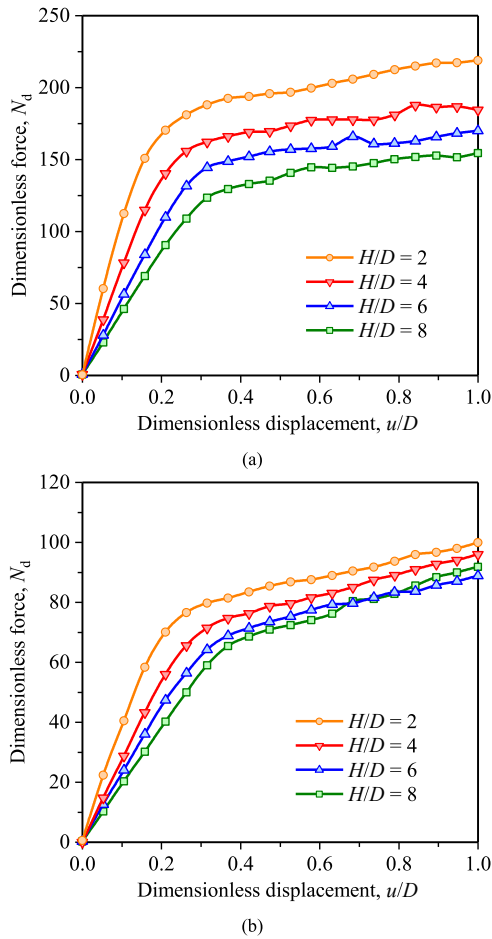 250
200
150
100
50
0
Dimensionless force, Nd
H/D = 2
H/D = 4
H/D = 6
H/D = 8
0.0 0.2 0.4 0.6 0.8 1.0
Dimensionless displacement, u/D
(a)
120
100
80
60
40
20
0
Dimensionless force, Nd
H/D = 2
H/D = 4
H/D = 6
H/D = 8
0.0 0.2 0.4 0.6 0.8 1.0
Dimensionless displacement, u/D
(b)